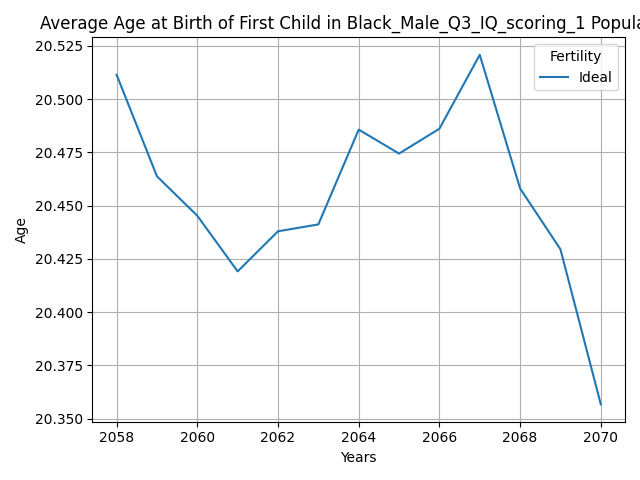 Average Age at Birth of First Child in Black_Male_Q3_IQ_scoring_1 Popula
20.525
20.500
20.475
20.450
20.425
20.400
20.375
20.350
Age
Fertility
Ideal
2058 2060 2062 2064 2066 2068 2070
Years